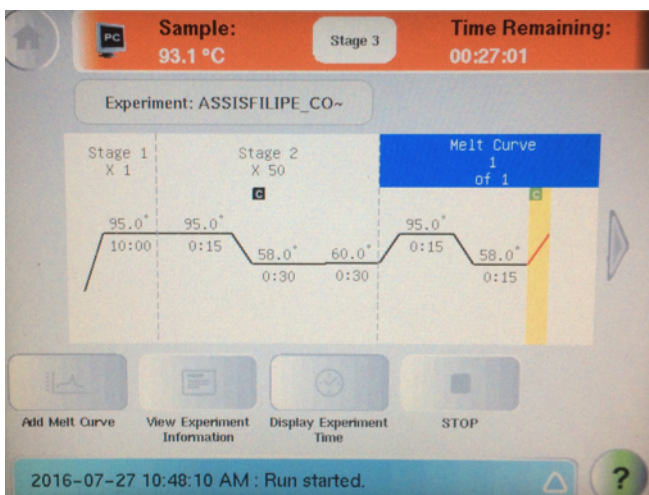 PC
Sample:
93.1 °C
Stage 3
Time Remaining:
00:27:01
Experiment: ASSISFILIPE_CO~
Stage 1
X 1
Stage 2
X 50
Melt Curve
1
of 1
C
C
95.0°
10:00
95.0°
0:15
58.0°
0:30
60.0°
0:30
95.0°
0:15
58.0°
0:15
Add Melt Curve
View Experiment
Information
Display Experiment
Time
STOP
2016-07-27 10:48:10 AM : Run started.
?